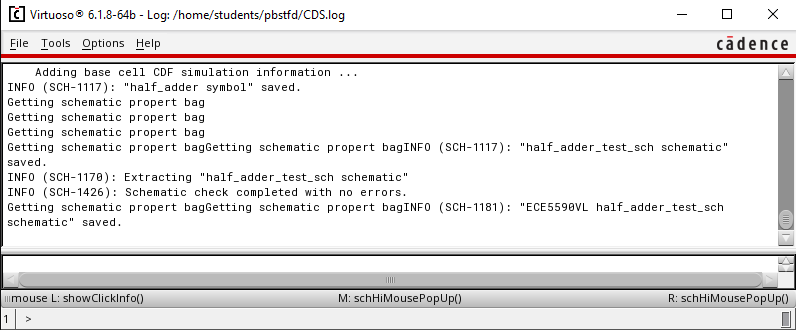 Virtuoso® 6.1.8-64b - Log: /home/students/pbstfd/CDS.log
File Tools Options Help
cādence
Adding base cell CDF simulation information ...
INFO (SCH-1117): "half_adder symbol" saved.
Getting schematic propert bag
Getting schematic propert bag
Getting schematic propert bag
Getting schematic propert bagGetting schematic propert bagINFO (SCH-1117): "half_adder_test_sch schematic"
saved.
INFO (SCH-1170): Extracting "half_adder_test_sch schematic"
INFO (SCH-1426): Schematic check completed with no errors.
Getting schematic propert bagGetting schematic propert bagINFO (SCH-1181): "ECE5590VL half_adder_test_sch
schematic" saved.
mouse L: showClickInfo() M: schHiMousePopUp() R: schHiMousePopUp()
1 >